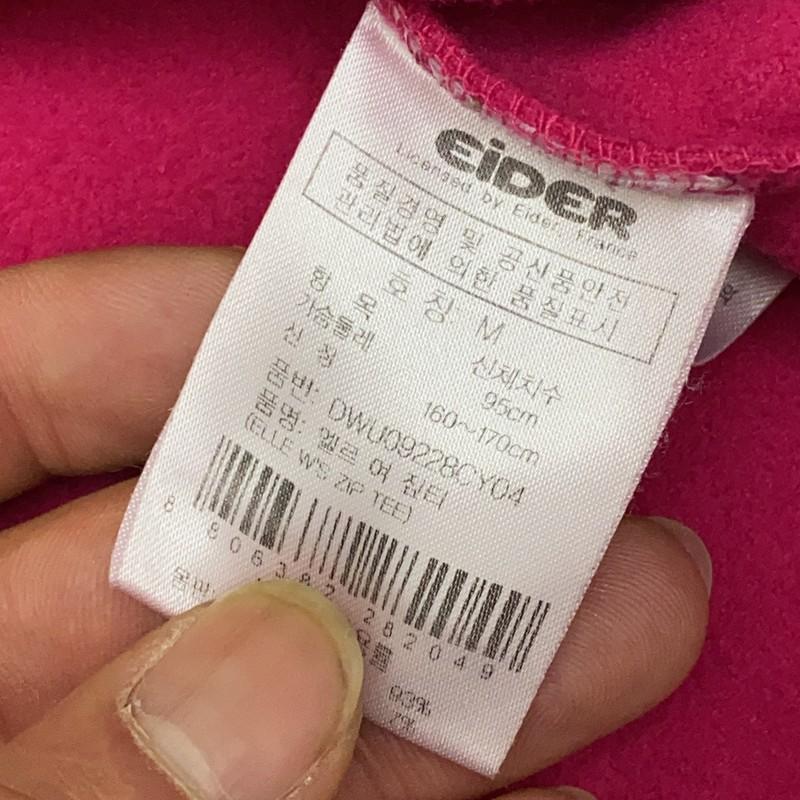 EiDER
Licensed by Eider, France
품질경영 및 공산품안전
관리법에 의한 품질표시
호칭: M
항 목 신체치수
가슴둘레 95cm
신 장 160~170cm
품번: DWU09228CY04
품명: 엘르 여 짚티
(ELLE W'S ZIP TEE)
8 806382 282049